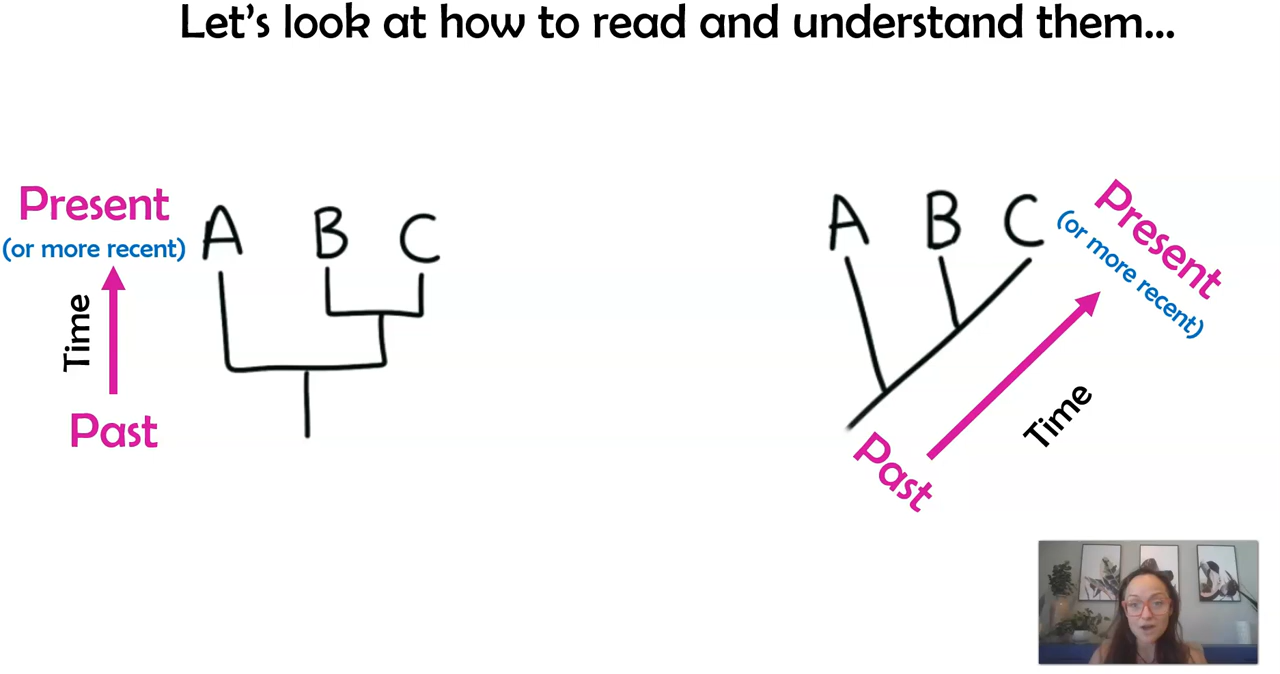 Let's look at how to read and understand them...
Present
(or more recent)
Time
Past
A B C
A B C
Present
(or more recent)
Time
Past